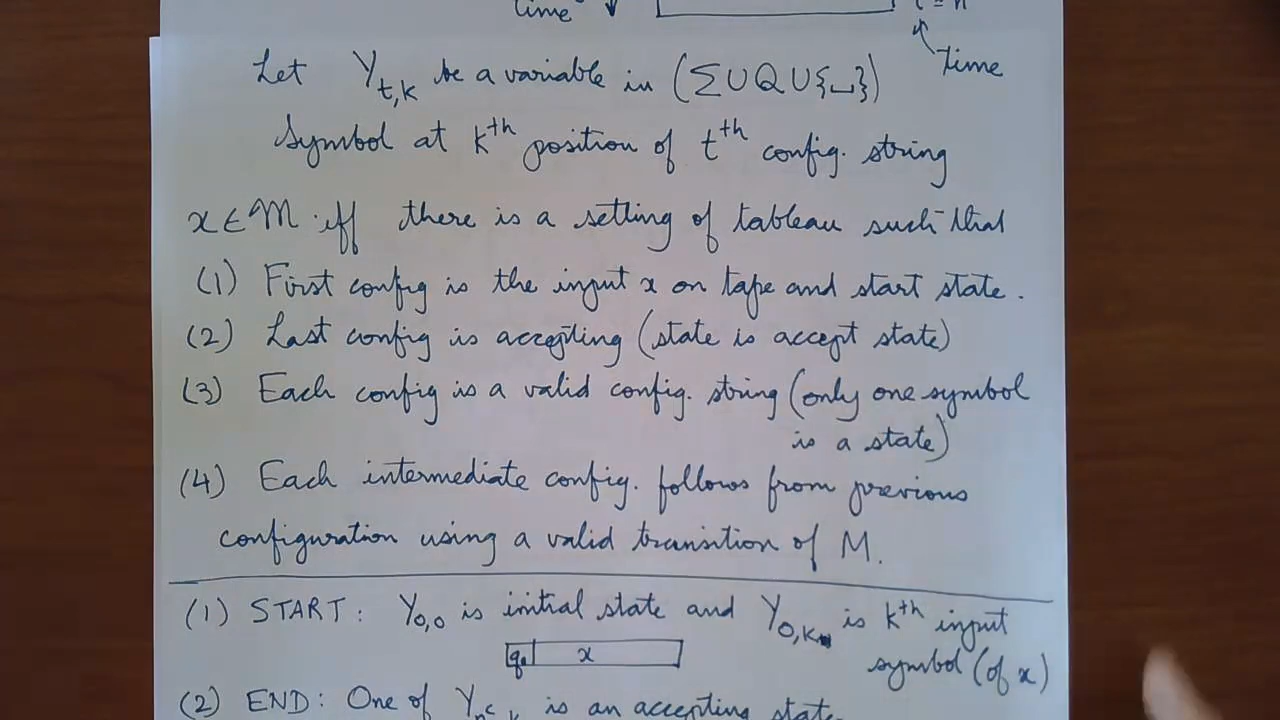 time ↓
time
Let Y_{t,k} be a variable in (Σ∪Q∪{␣})
Symbol at k^{th} position of t^{th} config. string
x ∈ M iff there is a setting of tableau such that
(1) First config is the input x on tape and start state.
(2) Last config is accepting (state is accept state)
(3) Each config is a valid config. string (only one symbol
is a state)
(4) Each intermediate config. follows from previous
configuration using a valid transition of M.
(1) START: Y_{0,0} is initial state and Y_{0,k} is k^{th} input
symbol (of x)
q_0 x
(2) END: One of Y_{n^c,k} is an accepting state